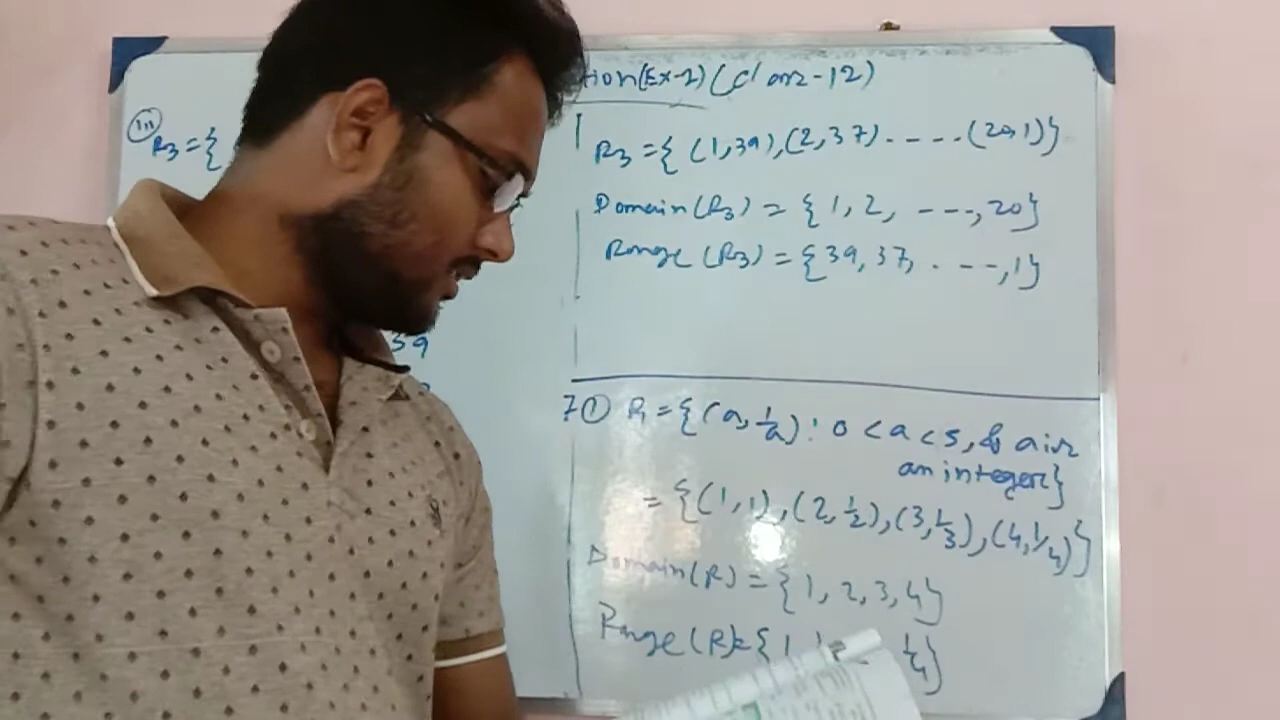 tion(Ex-1)(Class-12)
(iii) R3 = {
39
R3 = { (1,39),(2,37).----.(20,1)}
Domain(R3) = { 1, 2, ---,20}
Range (R3) = {39,37, . ---,1}
7 (i) R = {(a, 1/a) : 0 < a < 5, & a is
an integer}
= {(1,1),(2,1/2),(3,1/3),(4,1/4)}
Domain(R) = {1, 2, 3, 4}
Range (R) = {1, 1/4}